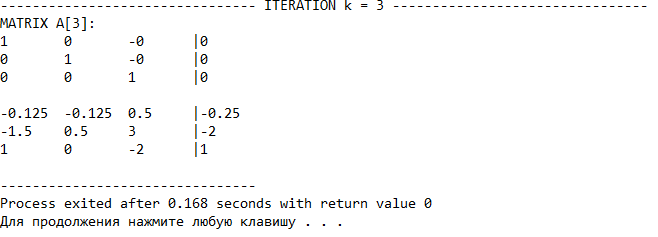 -------------------------------- ITERATION k = 3 --------------------------------
MATRIX A[3]:
1 0 -0 |0
0 1 -0 |0
0 0 1 |0
-0.125 -0.125 0.5 |-0.25
-1.5 0.5 3 |-2
1 0 -2 |1
--------------------------------
Process exited after 0.168 seconds with return value 0
Для продолжения нажмите любую клавишу . . .